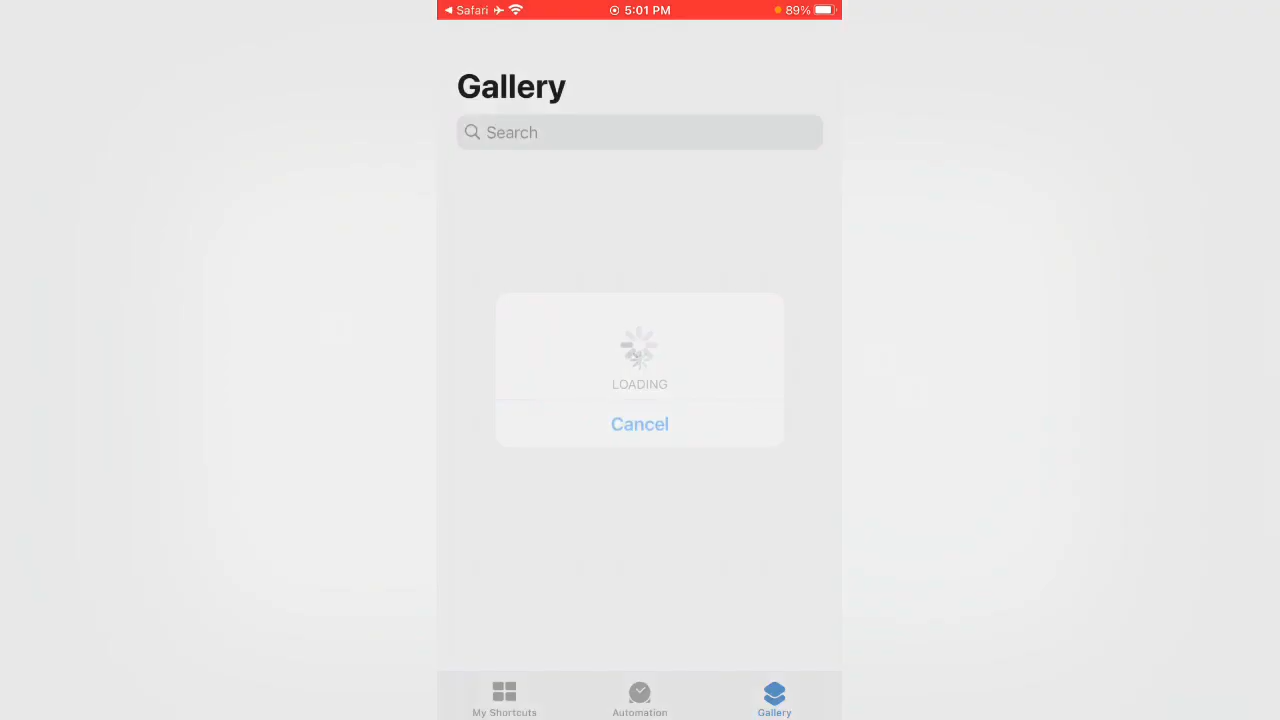 Safari 5:01 PM 89%
Gallery
Search
LOADING
Cancel
My Shortcuts Automation Gallery